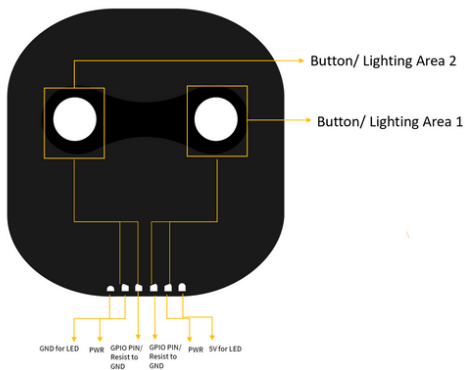 Button/ Lighting Area 2
Button/ Lighting Area 1
GND for LED
PWR
GPIO PIN/
Resist to
GND
GPIO PIN/
Resist to
GND
PWR
5V for LED